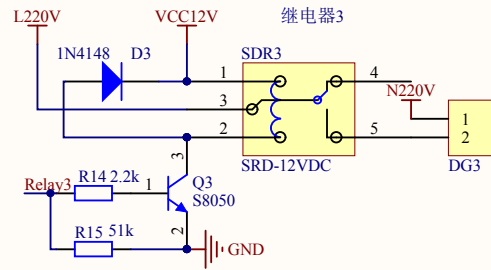 L220V
VCC12V
继电器3
1N4148
D3
SDR3
1
4
3
N220V
1
2
5
2
SRD-12VDC
DG3
3
R14 2.2k
1
Q3
S8050
Relay3
R15 51k
2
GND